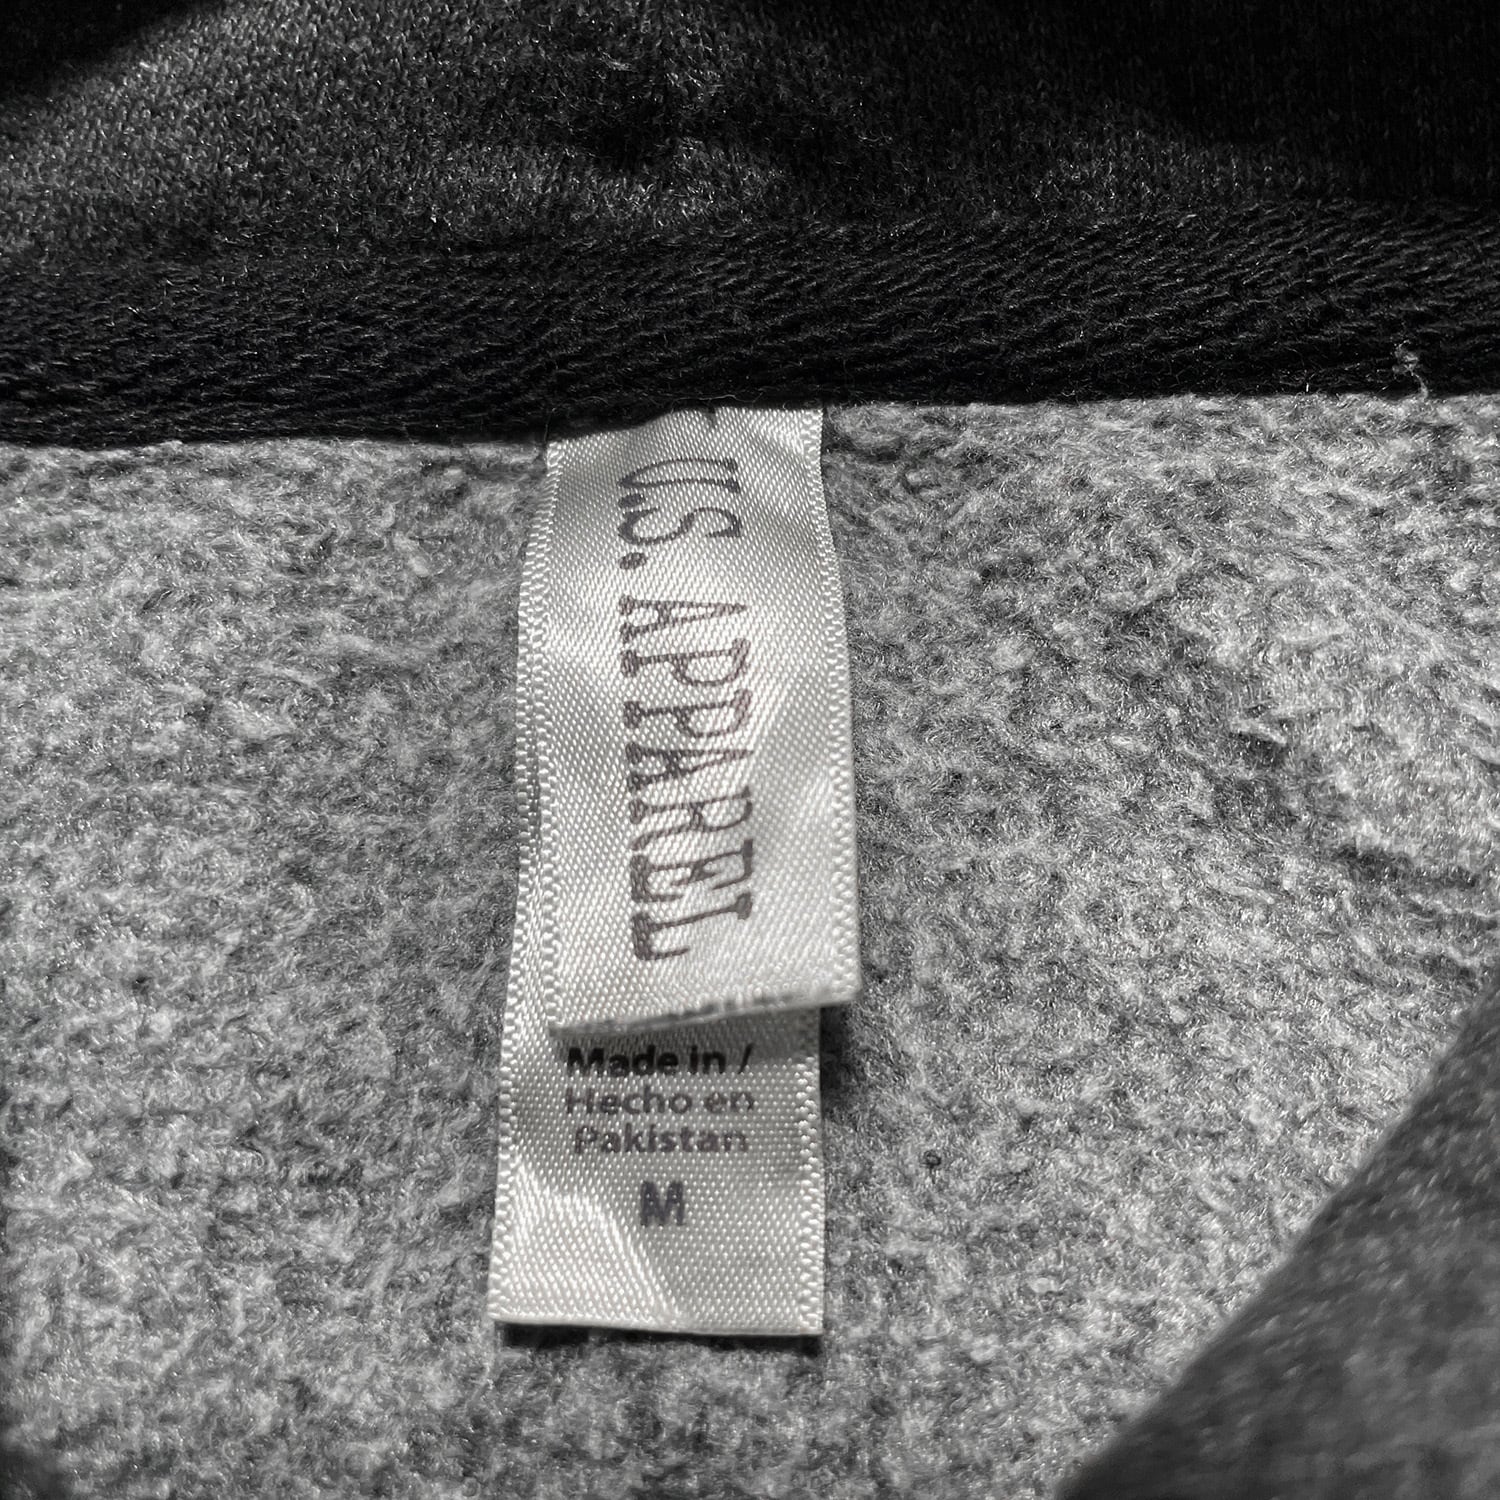 U.S. APPAREL
Made in /
Hecho en
Pakistan
M